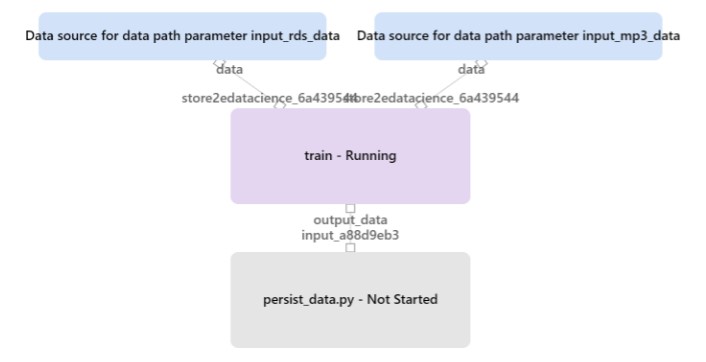 Data source for data path parameter input_rds_data
Data source for data path parameter input_mp3_data
data
data
store2edatacience_6a439544
store2edatacience_6a439544
train - Running
output_data
input_a88d9eb3
persist_data.py - Not Started